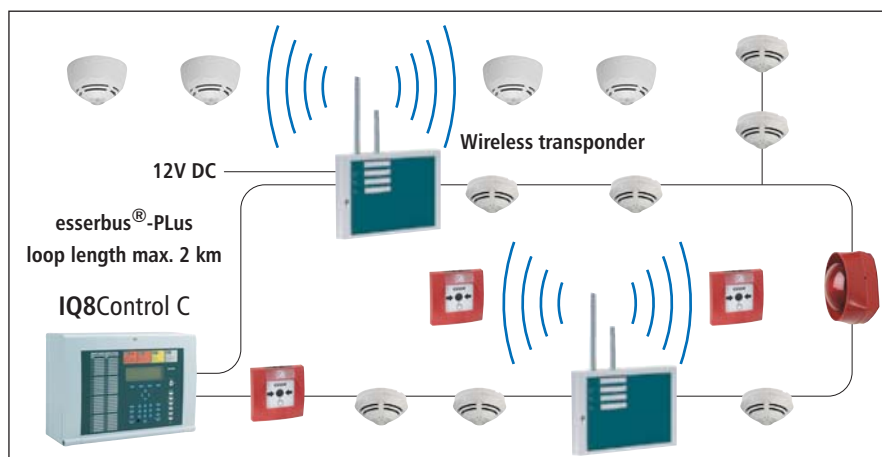 Wireless transponder
12V DC
esserbus®-PLus
loop length max. 2 km
IQ8Control C